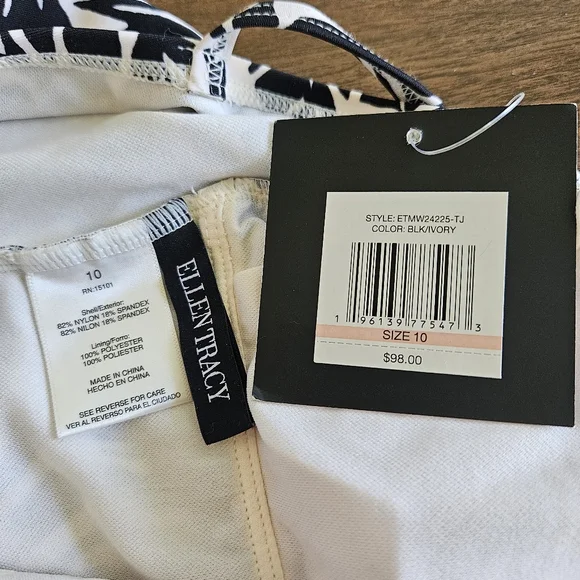 10
RN:15101
Shell/Exterior:
82% NYLON 18% SPANDEX
82% NILON 18% SPANDEX
Lining/Forro:
100% POLYESTER
100% POLIESTER
MADE IN CHINA
HECHO EN CHINA
SEE REVERSE FOR CARE
VER AL REVERSO PARA EL CIUDADO
ELLEN TRACY
STYLE: ETMW24225-TJ
COLOR: BLK/IVORY
1 96139 77547 3
SIZE 10
$98.00